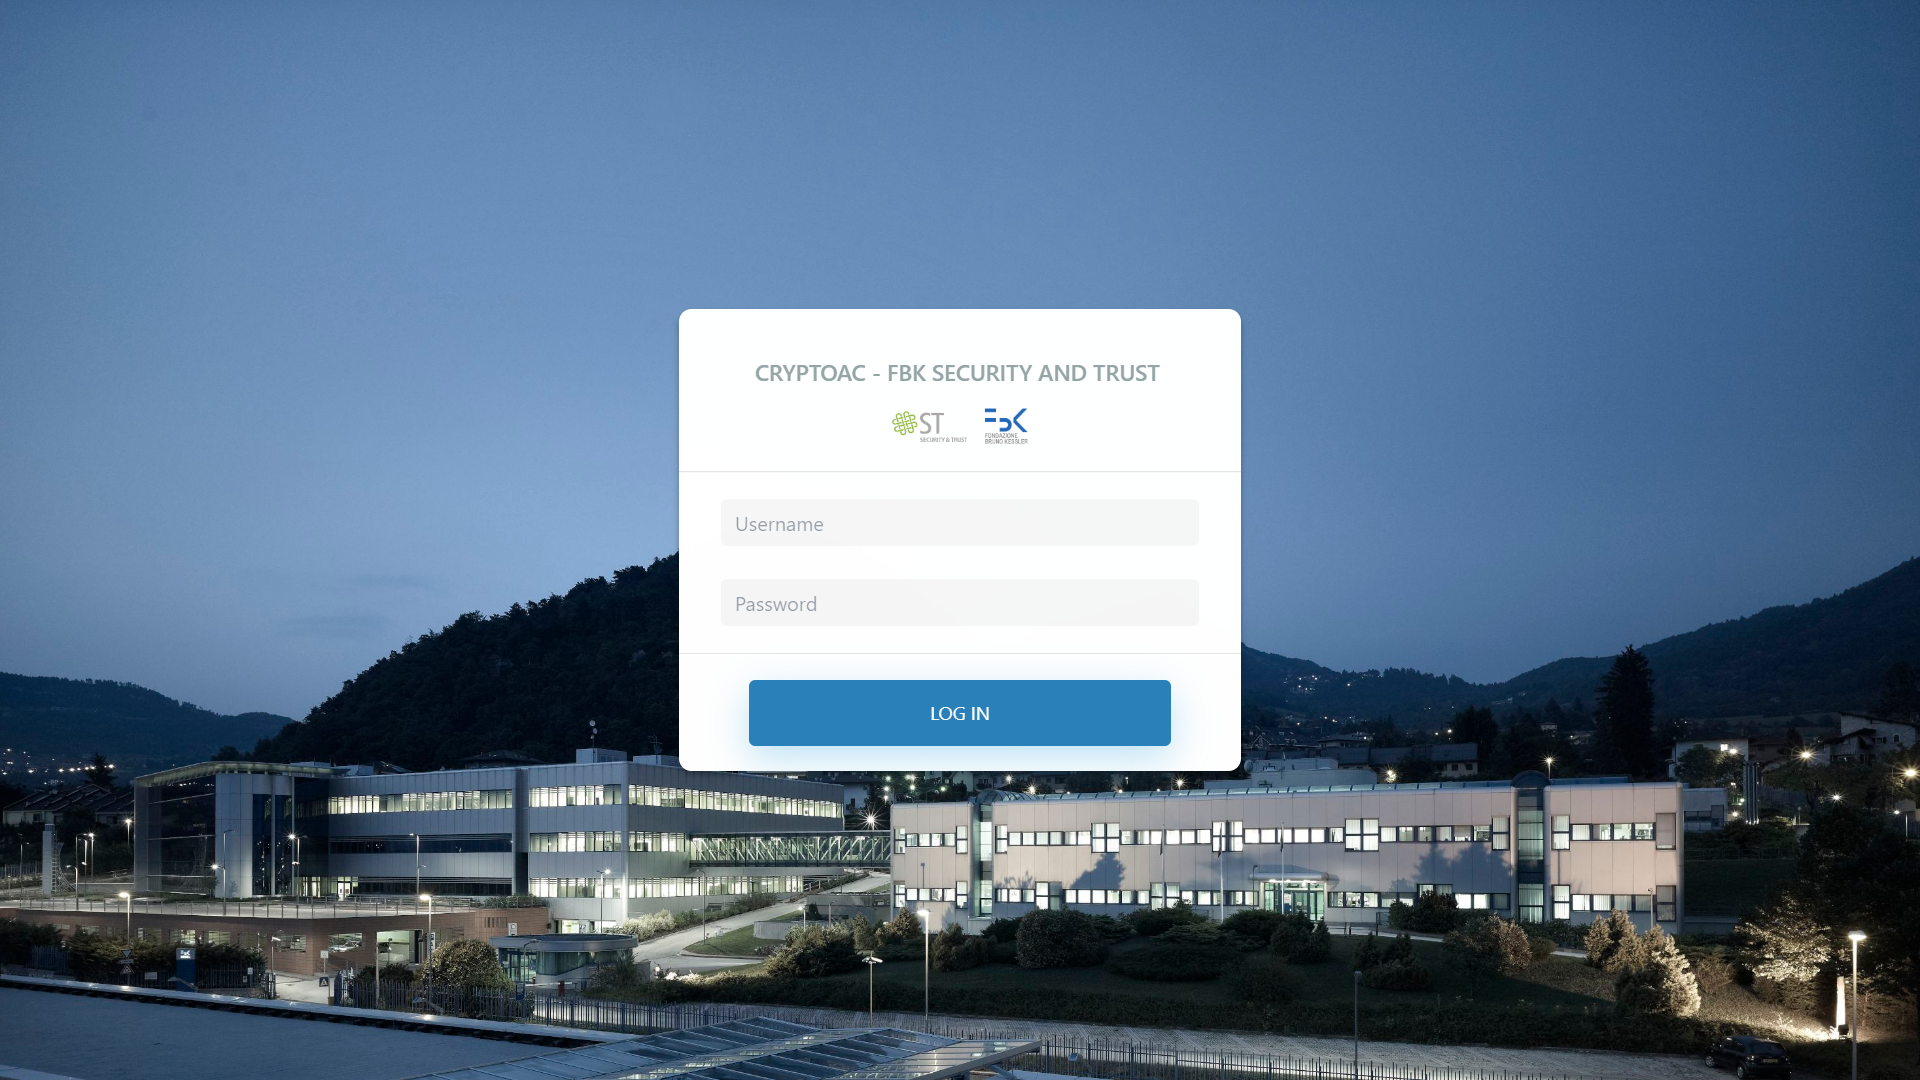 CRYPTOAC - FBK SECURITY AND TRUST
ST
SECURITY & TRUST
FBK
FONDAZIONE
BRUNO KESSLER
Username
Password
LOG IN